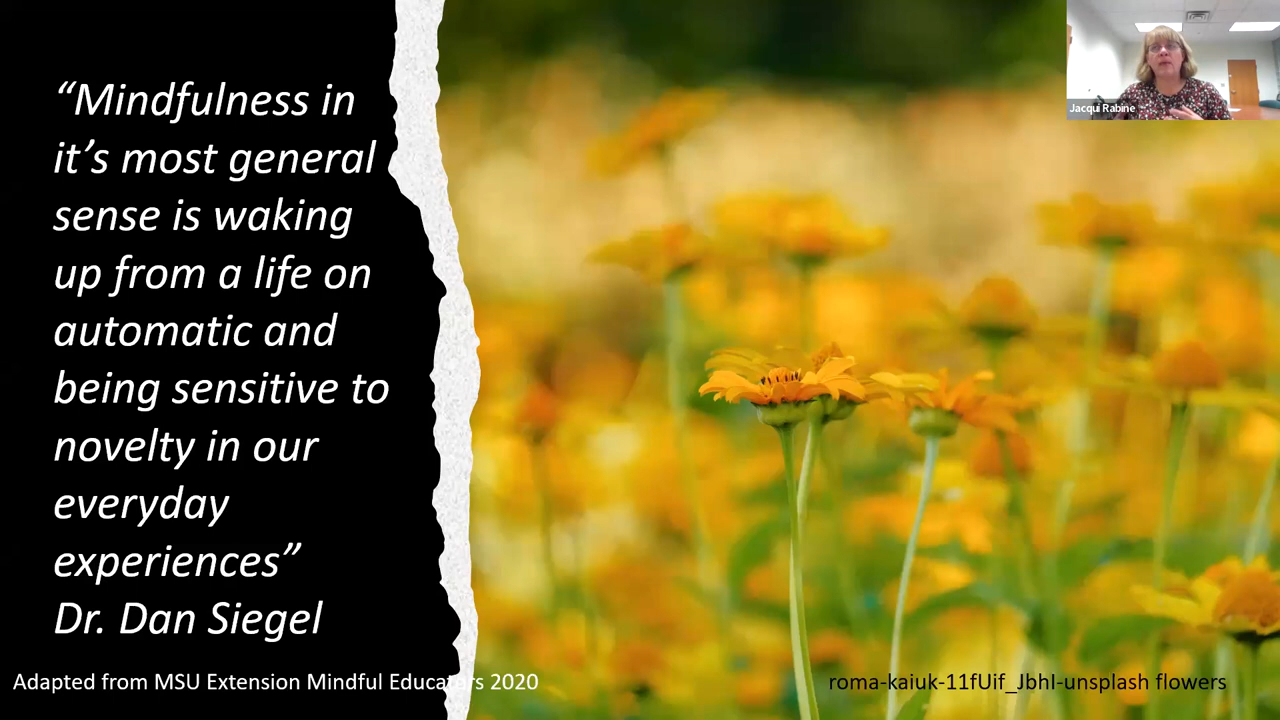 “Mindfulness in
it’s most general
sense is waking
up from a life on
automatic and
being sensitive to
novelty in our
everyday
experiences”
Dr. Dan Siegel
Adapted from MSU Extension Mindful Educators 2020
roma-kaiuk-11fUif_JbhI-unsplash flowers
Jacqui Rabine